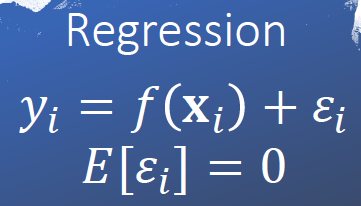 Regression
yᵢ = f(𝐱ᵢ) + εᵢ
E[εᵢ] = 0